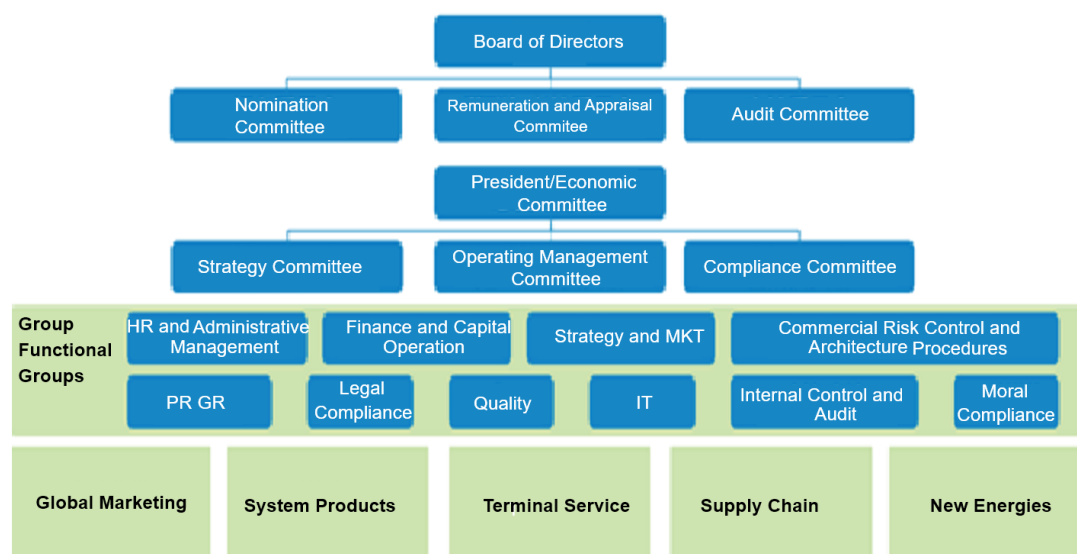 Board of Directors
Nomination
Committee
Remuneration and Appraisal
Commitee
Audit Committee
President/Economic
Committee
Strategy Committee
Operating Management
Committee
Compliance Committee
Group
Functional
Groups
HR and Administrative
Management
Finance and Capital
Operation
Strategy and MKT
Commercial Risk Control and
Architecture Procedures
PR GR
Legal
Compliance
Quality
IT
Internal Control and
Audit
Moral
Compliance
Global Marketing
System Products
Terminal Service
Supply Chain
New Energies